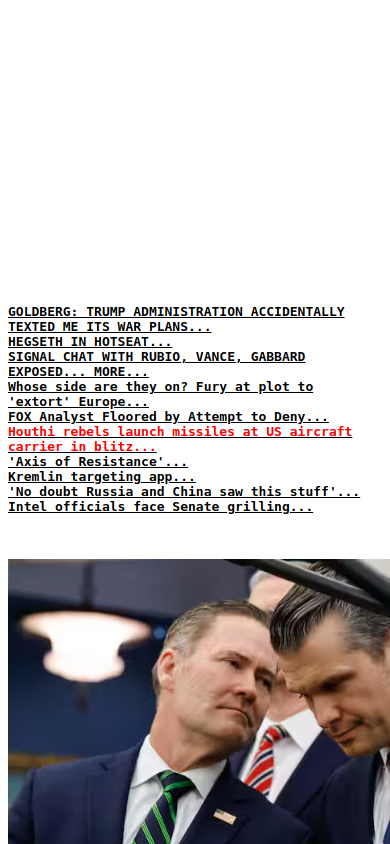 GOLDBERG: TRUMP ADMINISTRATION ACCIDENTALLY
TEXTED ME ITS WAR PLANS...
HEGSETH IN HOTSEAT...
SIGNAL CHAT WITH RUBIO, VANCE, GABBARD
EXPOSED... MORE...
Whose side are they on? Fury at plot to
'extort' Europe...
FOX Analyst Floored by Attempt to Deny...
Houthi rebels launch missiles at US aircraft
carrier in blitz...
'Axis of Resistance'...
Kremlin targeting app...
'No doubt Russia and China saw this stuff'...
Intel officials face Senate grilling...